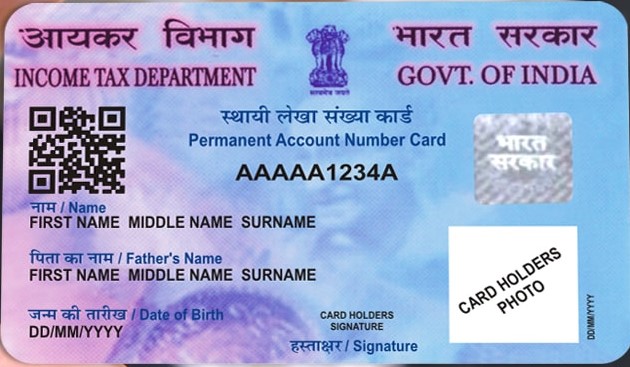 आयकर विभाग
INCOME TAX DEPARTMENT
सत्यमेव जयते
भारत सरकार
GOVT. OF INDIA
स्थायी लेखा संख्या कार्ड
Permanent Account Number Card
AAAAA1234A
भारत
सरकार
नाम / Name
FIRST NAME MIDDLE NAME SURNAME
पिता का नाम / Father's Name
FIRST NAME MIDDLE NAME SURNAME
जन्म की तारीख / Date of Birth
DD/MM/YYYY
CARD HOLDERS
SIGNATURE
हस्ताक्षर / Signature
CARD HOLDERS
PHOTO
DD/MM/YYYY